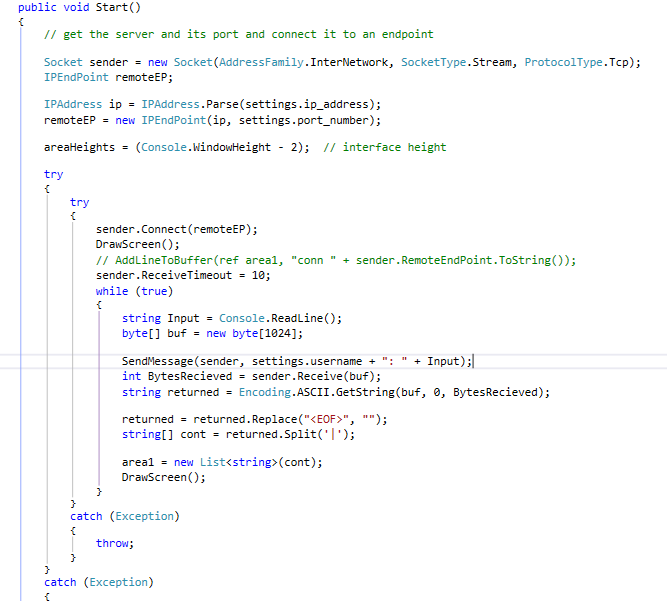 public void Start()
{
// get the server and its port and connect it to an endpoint
Socket sender = new Socket(AddressFamily.InterNetwork, SocketType.Stream, ProtocolType.Tcp);
IPEndPoint remoteEP;
IPAddress ip = IPAddress.Parse(settings.ip_address);
remoteEP = new IPEndPoint(ip, settings.port_number);
areaHeights = (Console.WindowHeight - 2);  // interface height
try
{
try
{
sender.Connect(remoteEP);
DrawScreen();
// AddLineToBuffer(ref area1, "conn " + sender.RemoteEndPoint.ToString());
sender.ReceiveTimeout = 10;
while (true)
{
string Input = Console.ReadLine();
byte[] buf = new byte[1024];
SendMessage(sender, settings.username + ": " + Input);
int BytesRecieved = sender.Receive(buf);
string returned = Encoding.ASCII.GetString(buf, 0, BytesRecieved);
returned = returned.Replace("<EOF>", "");
string[] cont = returned.Split('|');
area1 = new List<string>(cont);
DrawScreen();
}
}
catch (Exception)
{
throw;
}
}
catch (Exception)
{